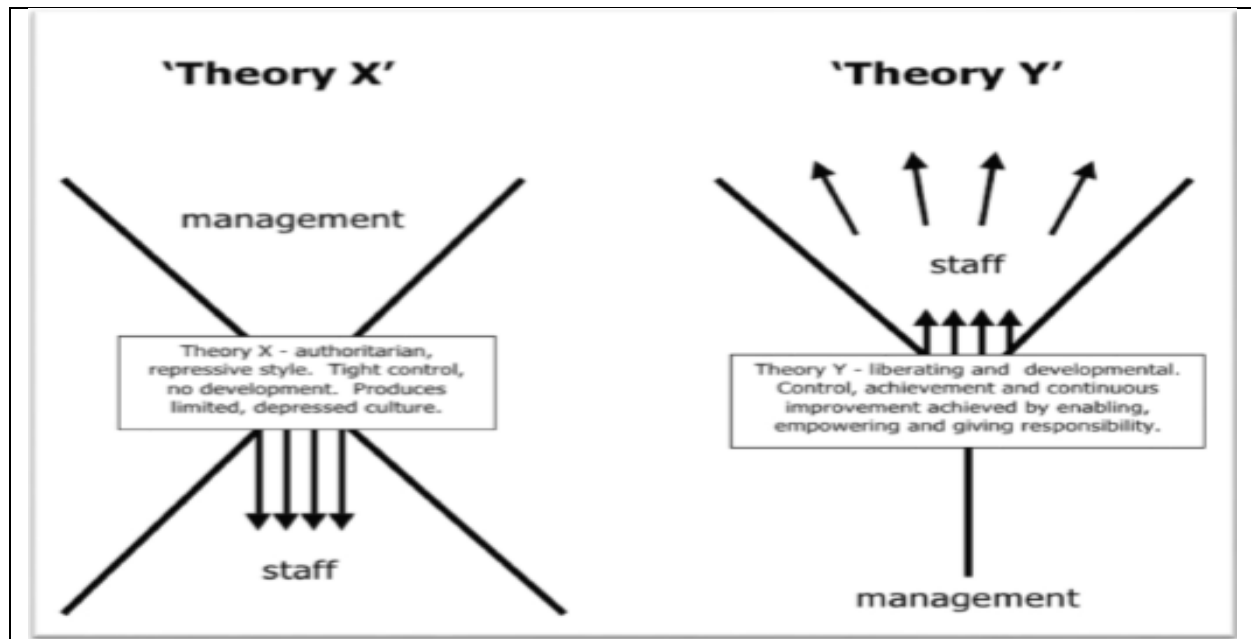 ‘Theory X’
management
Theory X - authoritarian,
repressive style. Tight control,
no development. Produces
limited, depressed culture.
staff
‘Theory Y’
staff
Theory Y - liberating and developmental.
Control, achievement and continuous
improvement achieved by enabling,
empowering and giving responsibility.
management